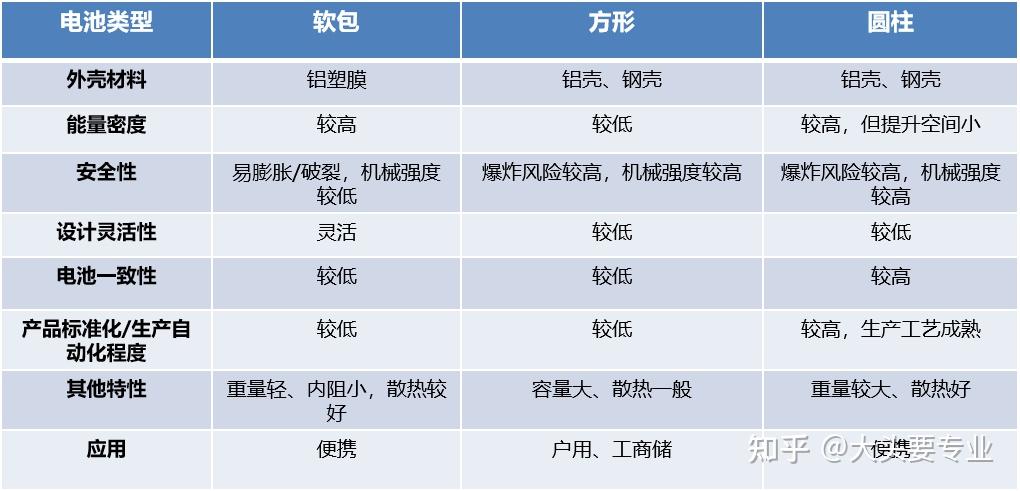 电池类型 软包 方形 圆柱
外壳材料 铝塑膜 铝壳、钢壳 铝壳、钢壳
能量密度 较高 较低 较高，但提升空间小
安全性 易膨胀/破裂，机械强度 爆炸风险较高，机械强度较高 爆炸风险较高，机械强度
较低 较高
设计灵活性 灵活 较低 较低
电池一致性 较低 较低 较高
产品标准化/生产自 较低 较低 较高，生产工艺成熟
动化程度
其他特性 重量轻、内阻小，散热较 容量大、散热一般 重量较大、散热好
好
应用 便携 户用、工商储 便携
知乎 @大头要专业